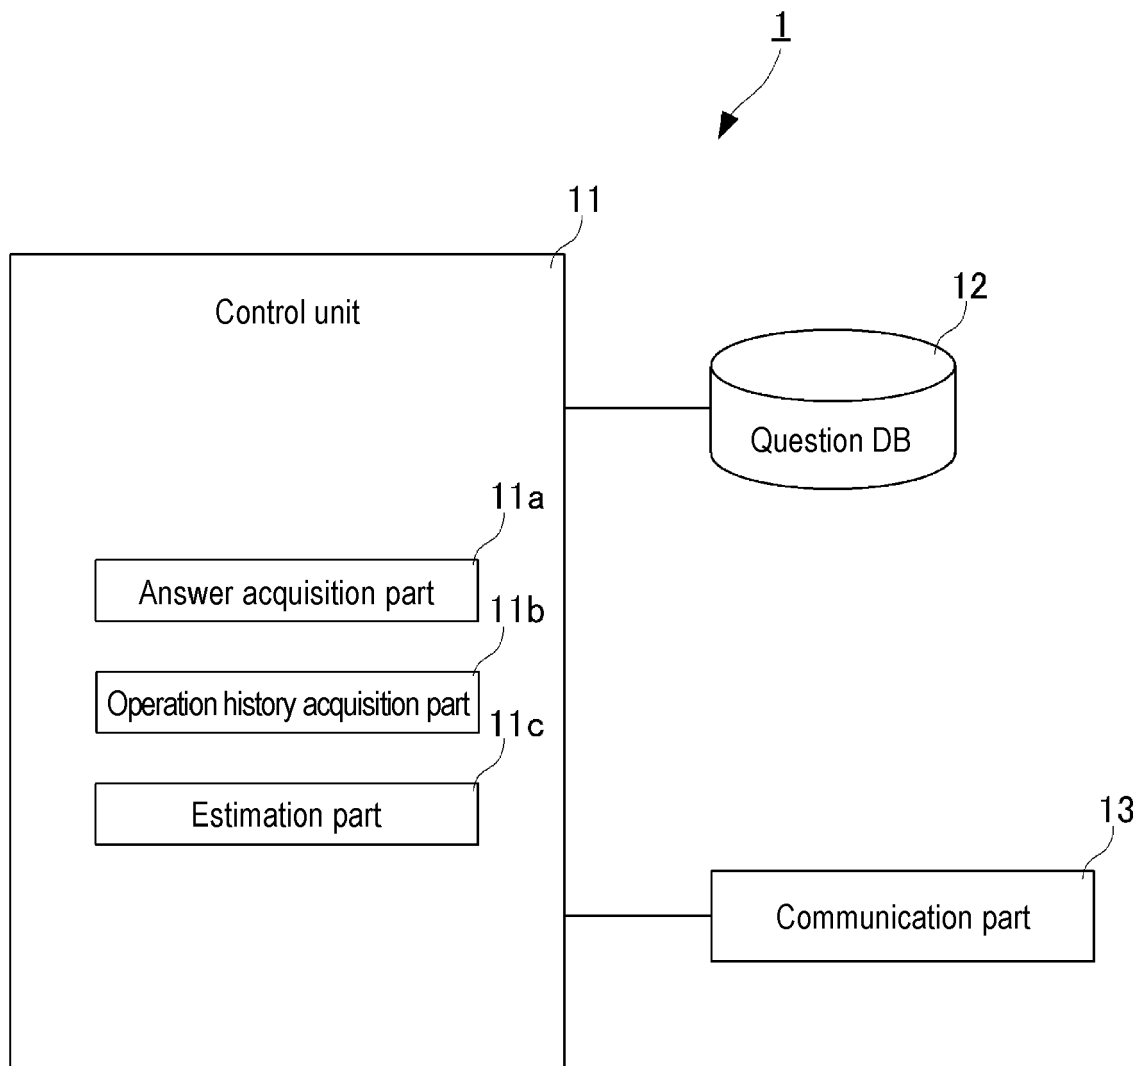 1
11
Control unit
12
Question DB
11a
Answer acquisition part
11b
Operation history acquisition part
11c
Estimation part
13
Communication part